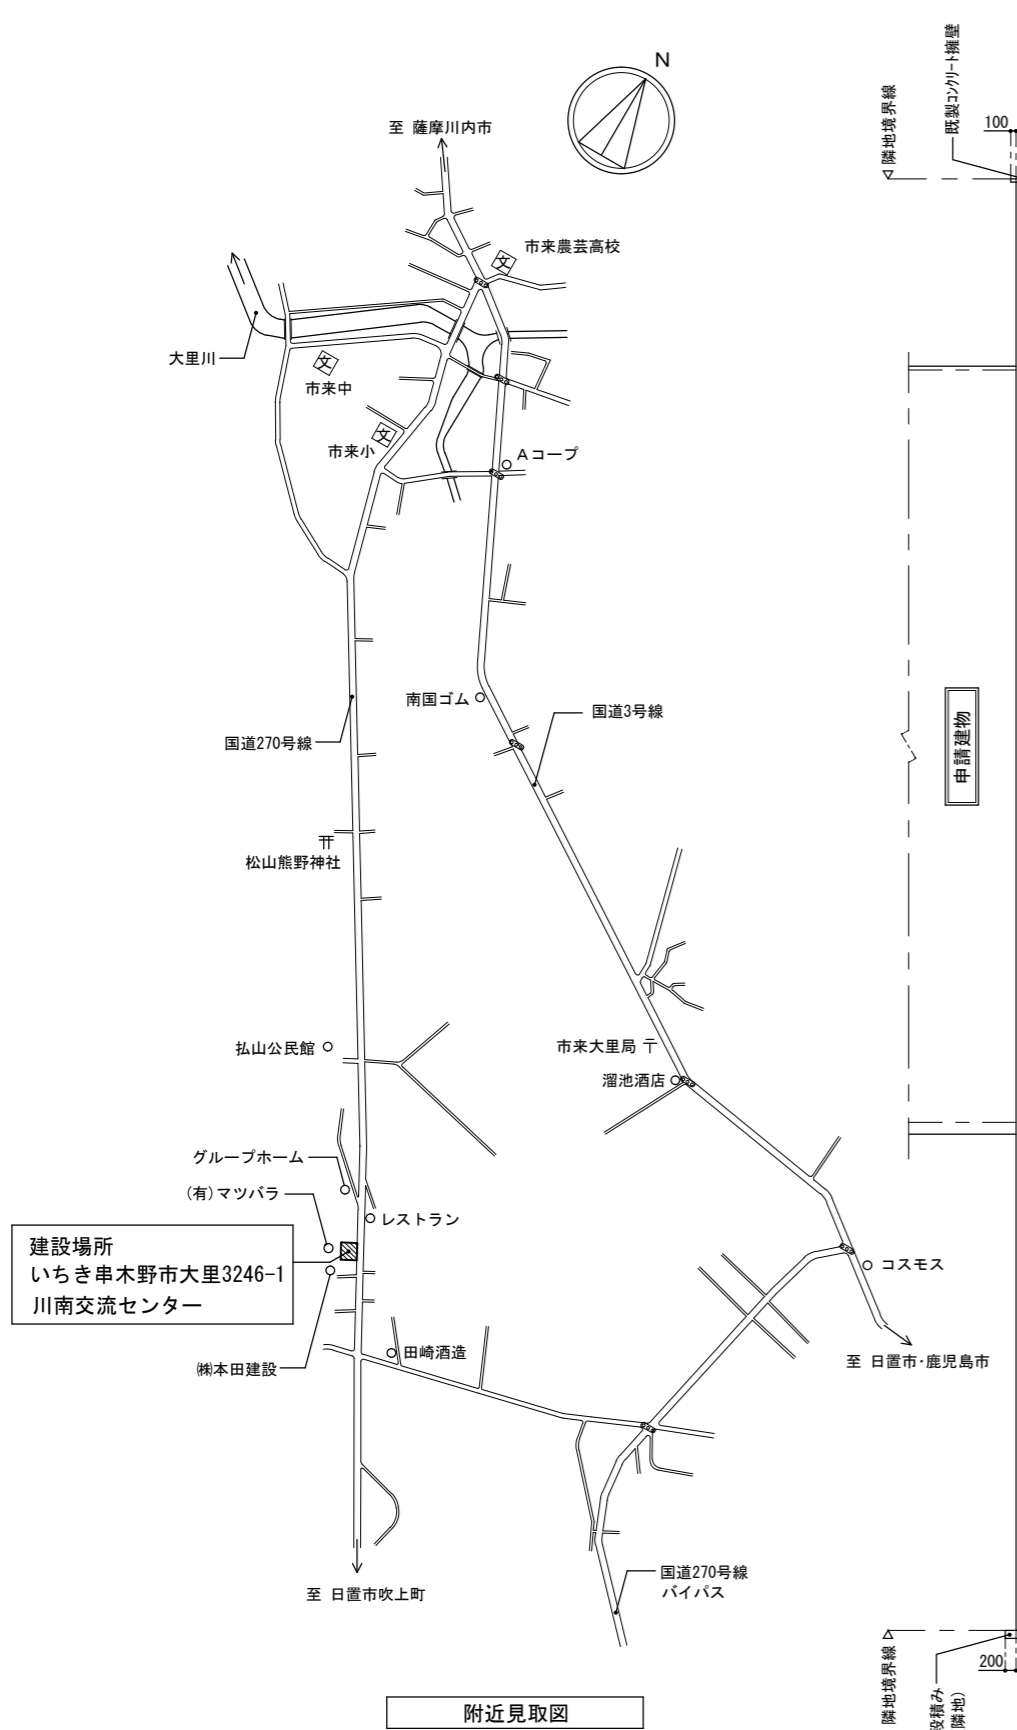 N
至 薩摩川内市
隣地境界線
既製コンクリート擁壁
100
市来農芸高校
文
大里川
文
市来中
文
市来小
Aコープ
南国ゴム
国道3号線
国道270号線
申請建物
松山熊野神社
市来大里局 〒
払山公民館
溜池酒店
グループホーム
(有)マツバラ
レストラン
建設場所
いちき串木野市大里3246-1
川南交流センター
コスモス
㈱本田建設
田崎酒造
至 日置市・鹿児島市
国道270号線
バイパス
至 日置市吹上町
隣地境界線
200
段積み
隣地)
附近見取図